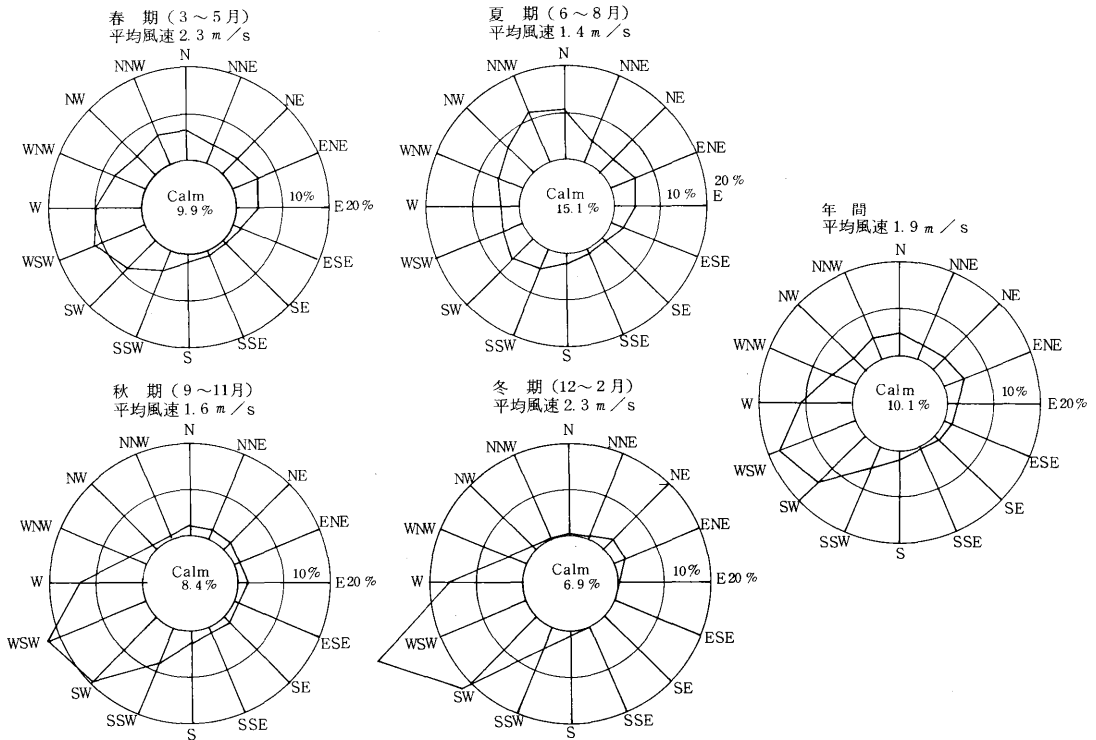 春 期 (3～5月)
平均風速 2.3 m/s
N
NNE
NE
ENE
10%
E 20%
ESE
SE
SSE
S
SSW
SW
WSW
W
WNW
NW
NNW
Calm
9.9%
夏 期 (6～8月)
平均風速 1.4 m/s
N
NNE
NE
ENE
20%
10%
E
ESE
SE
SSE
S
SSW
SW
WSW
W
WNW
NW
NNW
Calm
15.1%
年 間
平均風速 1.9 m/s
N
NNE
NE
ENE
10%
E 20%
ESE
SE
SSE
S
SSW
SW
WSW
W
WNW
NW
NNW
Calm
10.1%
秋 期 (9～11月)
平均風速 1.6 m/s
N
NNE
NE
ENE
10%
E 20%
ESE
SE
SSE
S
SSW
SW
WSW
W
WNW
NW
NNW
Calm
8.4%
冬 期 (12～2月)
平均風速 2.3 m/s
N
NNE
NE
ENE
10%
E 20%
ESE
SE
SSE
S
SSW
SW
WSW
W
WNW
NW
NNW
Calm
6.9%